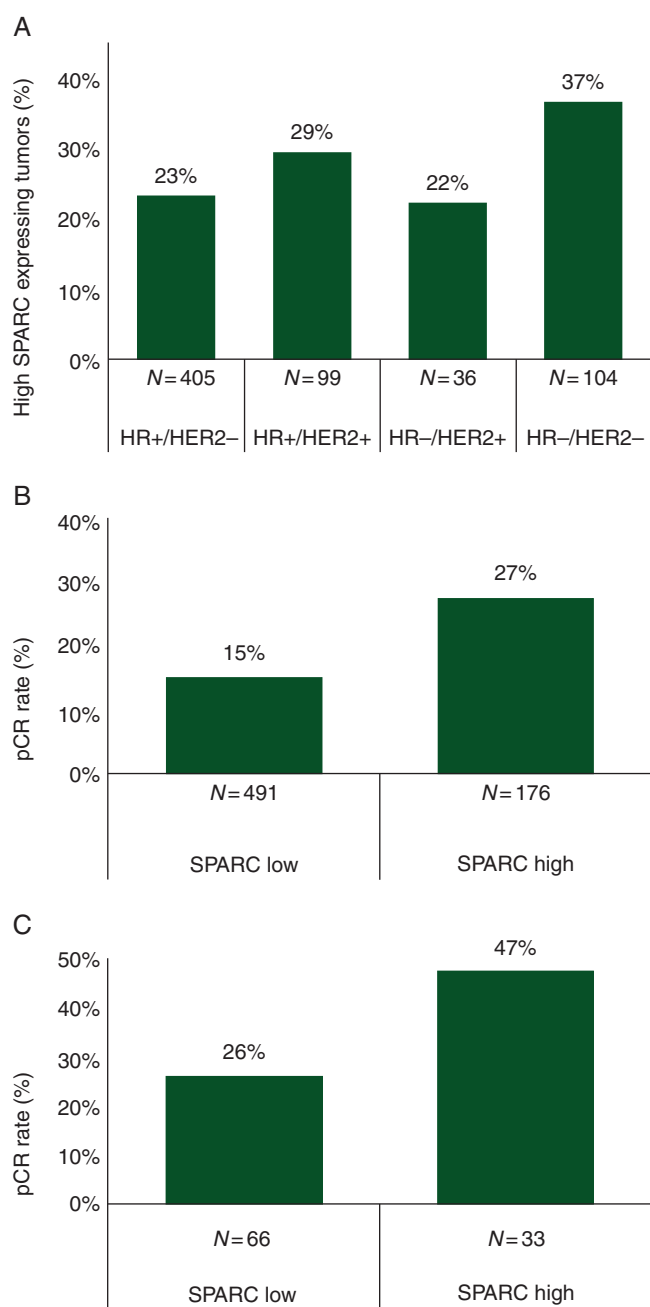 A
High SPARC expressing tumors (%)
40%
30%
20%
10%
0%
23%
29%
22%
37%
N=405
N=99
N=36
N=104
HR+/HER2–
HR+/HER2+
HR–/HER2+
HR–/HER2–
B
pCR rate (%)
40%
30%
20%
10%
0%
15%
27%
N=491
N=176
SPARC low
SPARC high
C
pCR rate (%)
50%
40%
30%
20%
10%
0%
26%
47%
N=66
N=33
SPARC low
SPARC high